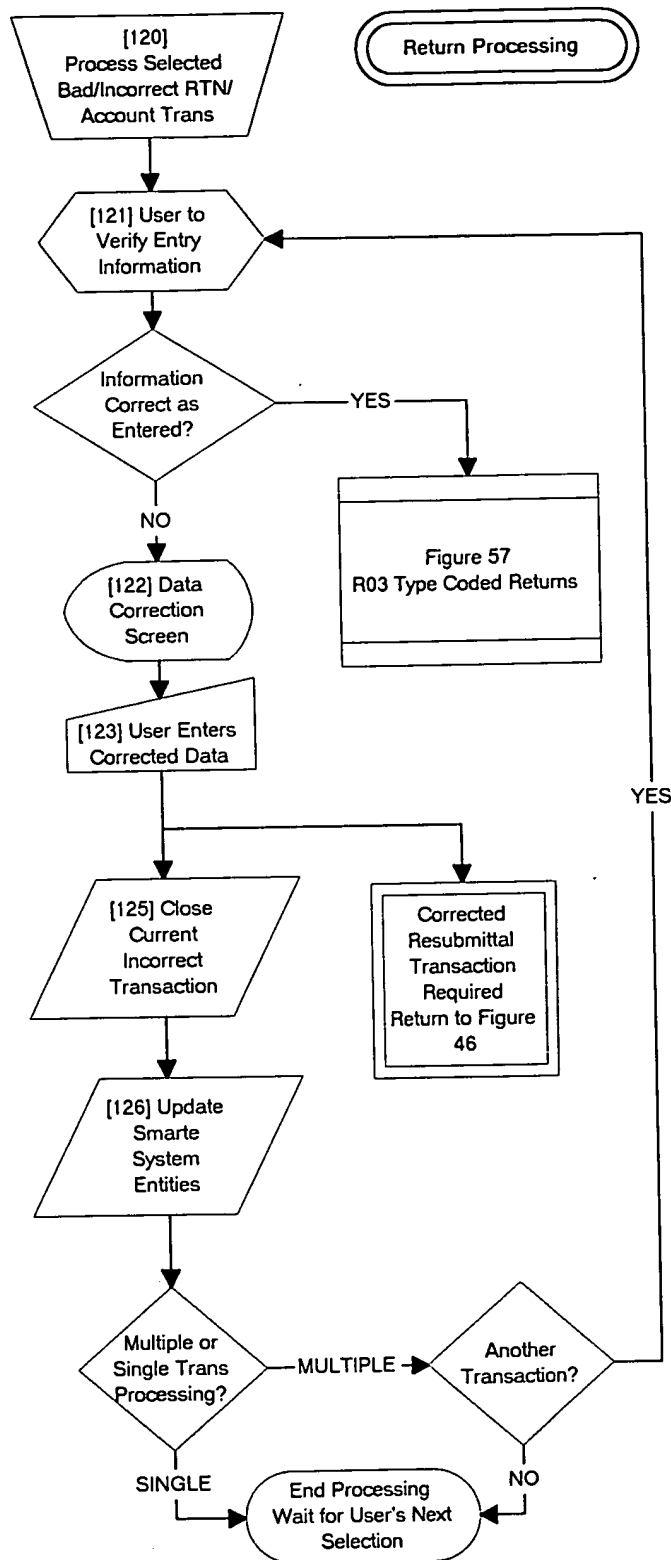 [120]
Process Selected
Bad/Incorrect RTN/
Account Trans
Return Processing
[121] User to
Verify Entry
Information
Information
Correct as
Entered?
YES
NO
Figure 57
R03 Type Coded Returns
[122] Data
Correction
Screen
[123] User Enters
Corrected Data
YES
[125] Close
Current
Incorrect
Transaction
Corrected
Resubmittal
Transaction
Required
Return to Figure
46
[126] Update
Smarte
System
Entities
Multiple or
Single Trans
Processing?
MULTIPLE
Another
Transaction?
SINGLE
NO
End Processing
Wait for User's Next
Selection